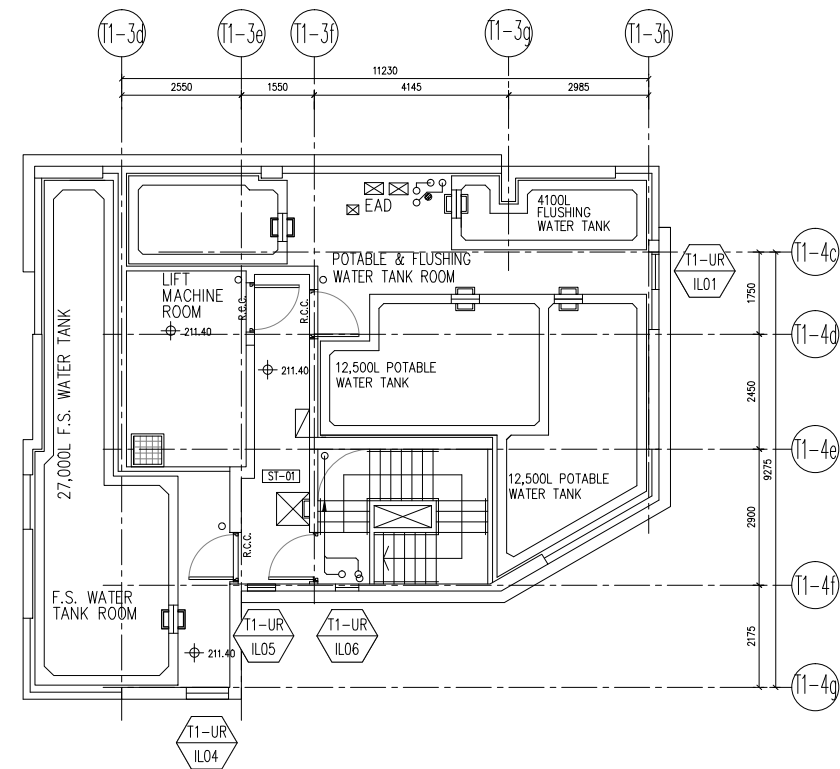 T1-3d
T1-3e
T1-3f
T1-3g
T1-3h
11230
2550
1550
4145
2985
EAD
4100L
FLUSHING
WATER TANK
T1-4c
POTABLE & FLUSHING
WATER TANK ROOM
T1-UR
IL01
LIFT
MACHINE
ROOM
R.C.C.
R.C.C.
1750
211.40
T1-4d
27,000L F.S. WATER TANK
211.40
12,500L POTABLE
WATER TANK
2450
T1-4e
9275
ST-01
12,500L POTABLE
WATER TANK
2900
R.C.C.
T1-4f
F.S. WATER
TANK ROOM
T1-UR
IL05
T1-UR
IL06
2175
211.40
T1-4g
T1-UR
IL04